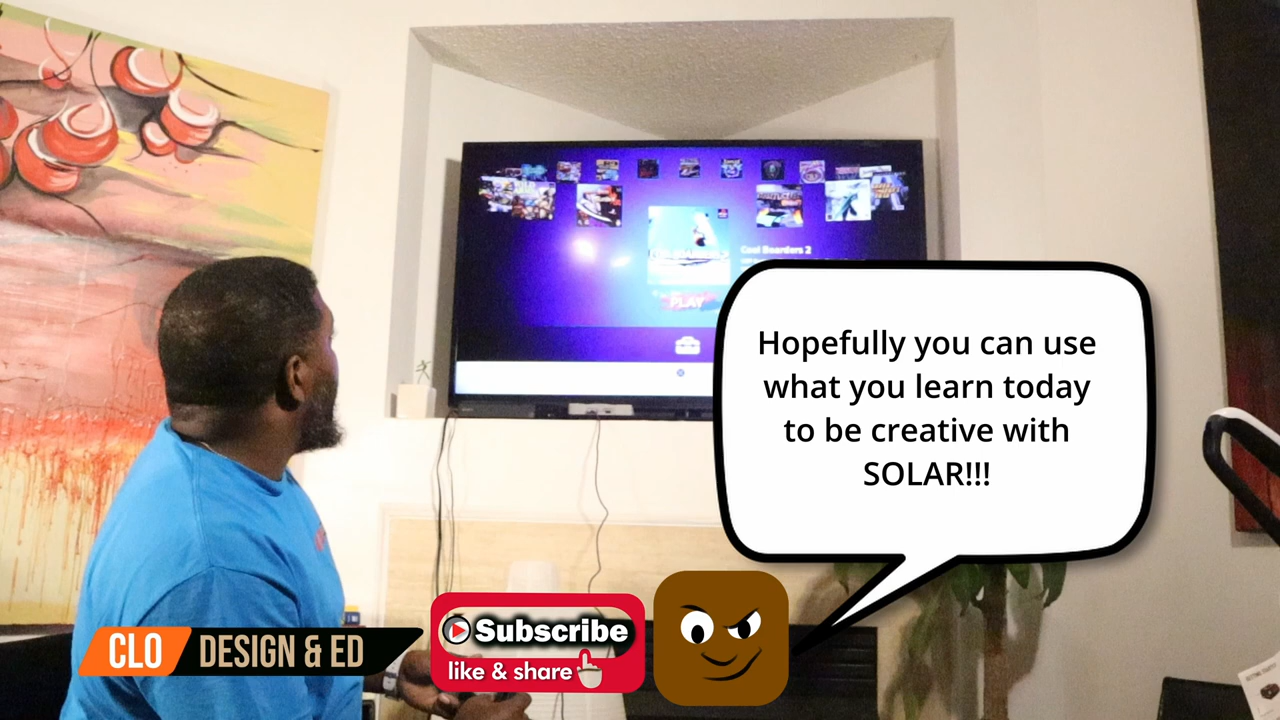 Cool Boarders 2
PLAY
Hopefully you can use
what you learn today
to be creative with
SOLAR!!!
Subscribe
like & share
CLO DESIGN & ED